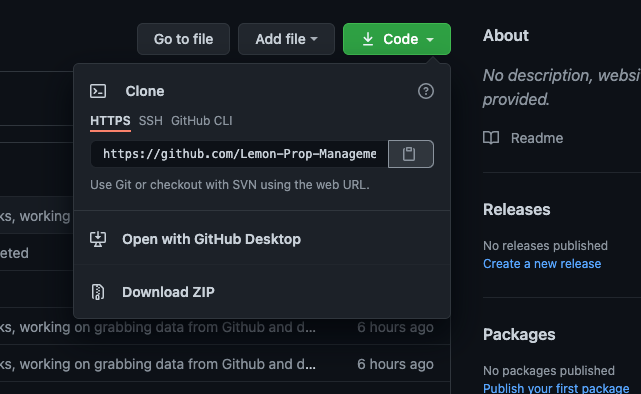 Go to file
Add file
Code
About
No description, websi
provided.
Readme
Clone
HTTPS SSH GitHub CLI
https://github.com/Lemon-Prop-Manageme
Use Git or checkout with SVN using the web URL.
Open with GitHub Desktop
Download ZIP
ks, working
eted
ks, working on grabbing data from Github and d... 6 hours ago
ks, working on grabbing data from Github and d... 6 hours ago
Releases
No releases published
Create a new release
Packages
No packages published
Publish your first package